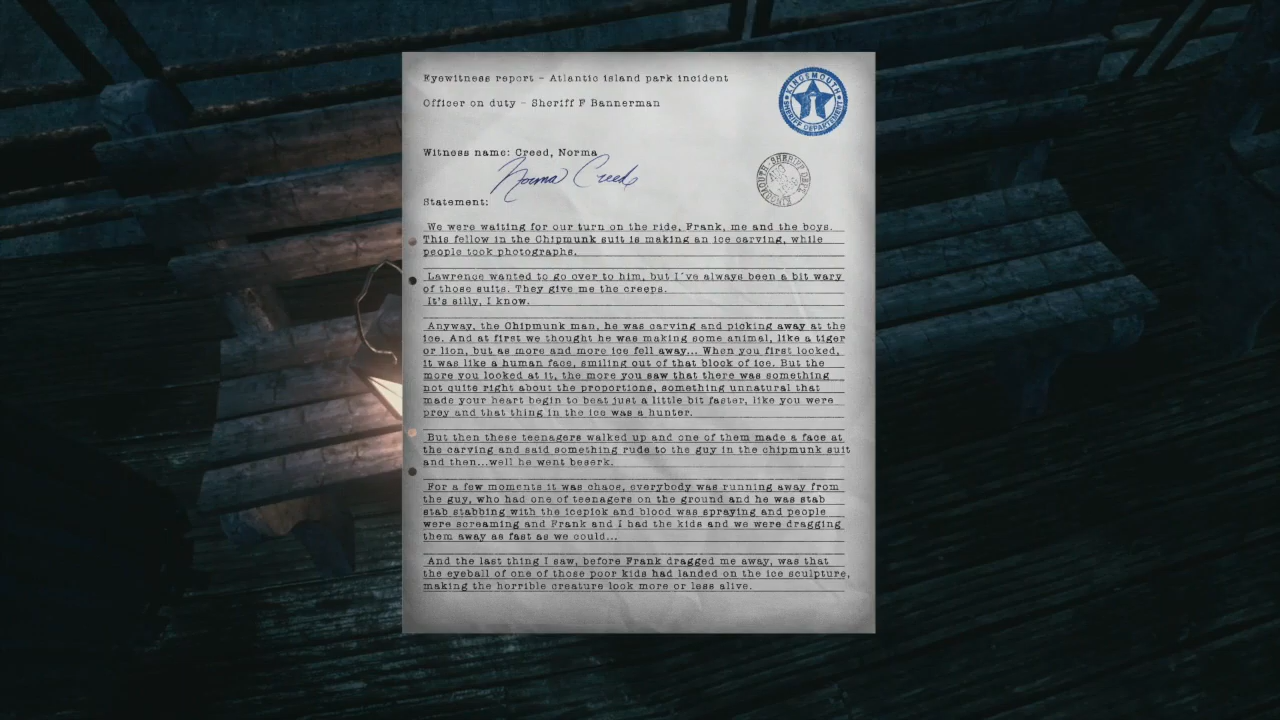 Eyewitness report - Atlantic island park incident
Officer on duty - Sheriff F Bannerman
KINGSMOUTH
SHERIFF DEPARTEMENT
Witness name: Creed, Norma
Norma Creed
Statement:
We were waiting for our turn on the ride, Frank, me and the boys.
This fellow in the Chipmunk suit is making an ice carving, while
people took photographs.
Lawrence wanted to go over to him, but I've always been a bit wary
of those suits. They give me the creeps.
It's silly, I know.
Anyway, the Chipmunk man, he was carving and picking away at the
ice. And at first we thought he was making some animal, like a tiger
or lion, but as more and more ice fell away... When you first looked,
it was like a human face, smiling out of that block of ice. But the
more you looked at it, the more you saw that there was something
not quite right about the proportions, something unnatural that
made your heart begin to beat just a little bit faster, like you were
prey and that thing in the ice was a hunter.
But then these teenagers walked up and one of them made a face at
the carving and said something rude to the guy in the chipmunk suit
and then...well he went beserk.
For a few moments it was chaos, everybody was running away from
the guy, who had one of teenagers on the ground and he was stab
stab stabbing with the icepick and blood was spraying and people
were screaming and Frank and I had the kids and we were dragging
them away as fast as we could...
And the last thing I saw, before Frank dragged me away, was that
the eyeball of one of those poor kids had landed on the ice sculpture,
making the horrible creature look more or less alive.